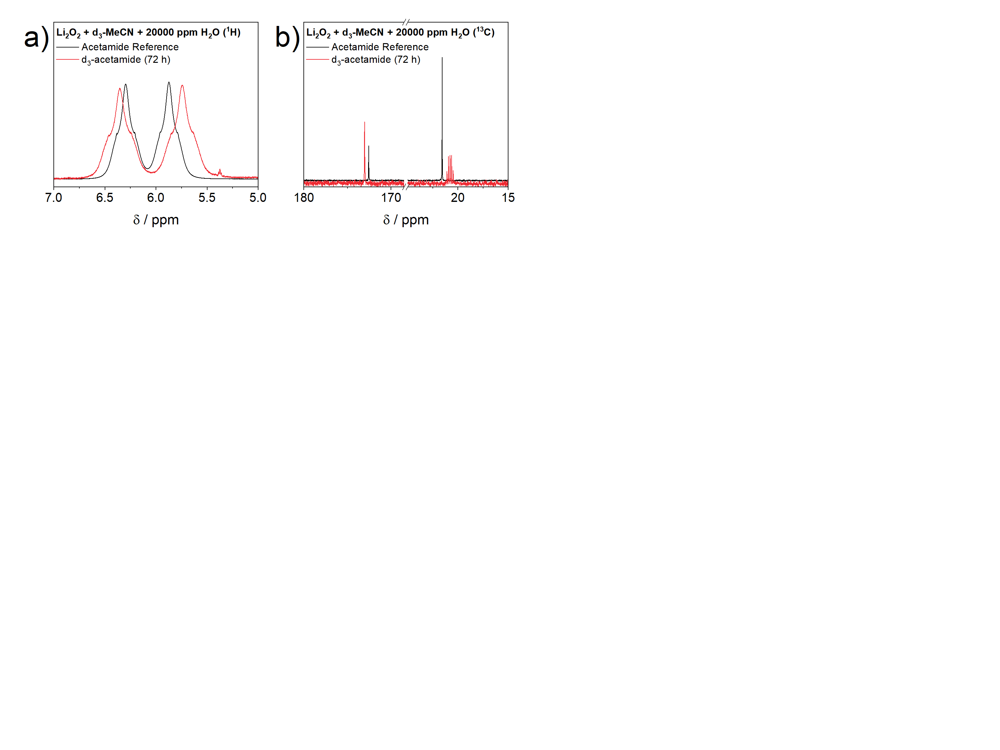 a)
Li₂O₂ + d₃-MeCN + 20000 ppm H₂O (¹H)
Acetamide Reference
d₃-acetamide (72 h)
7.0 6.5 6.0 5.5 5.0
δ / ppm
b)
Li₂O₂ + d₃-MeCN + 20000 ppm H₂O (¹³C)
Acetamide Reference
d₃-acetamide (72 h)
180 170 20 15
δ / ppm